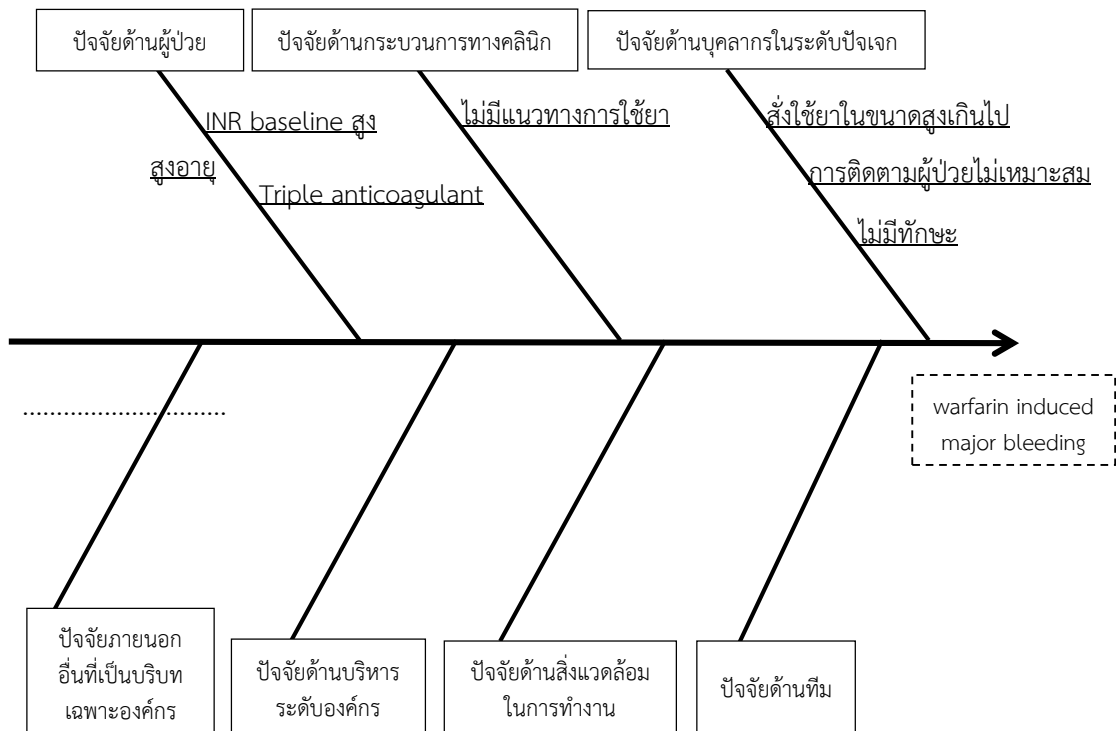 ปัจจัยด้านผู้ป่วย
ปัจจัยด้านกระบวนการทางคลินิก
ปัจจัยด้านบุคลากรในระดับปัจเจก
INR baseline สูง
สูงอายุ
Triple anticoagulant
ไม่มีแนวทางการใช้ยา
สั่งใช้ยาในขนาดสูงเกินไป
การติดตามผู้ป่วยไม่เหมาะสม
ไม่มีทักษะ
warfarin induced
major bleeding
ปัจจัยภายนอก
อื่นที่เป็นบริบท
เฉพาะองค์กร
ปัจจัยด้านบริหาร
ระดับองค์กร
ปัจจัยด้านสิ่งแวดล้อม
ในการทำงาน
ปัจจัยด้านทีม